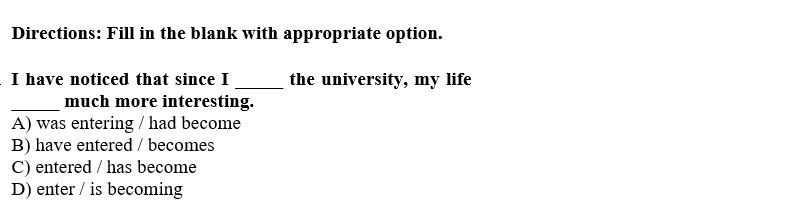 Directions: Fill in the blank with appropriate option.
I have noticed that since I _____ the university, my life
_____ much more interesting.
A) was entering / had become
B) have entered / becomes
C) entered / has become
D) enter / is becoming